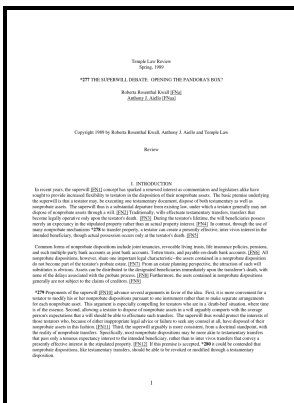 Temple Law Review
Spring, 1989
*277 THE SUPERWILL DEBATE: OPENING THE PANDORA'S BOX?
Roberta Rosenthal Kwall [FNa]
Anthony J. Aiello [FNaa]
Copyright 1989 by Roberta Rosenthal Kwall, Anthony J. Aiello and Temple Law Review
Review
I. INTRODUCTION
In recent years, the superwill [FN1] concept has sparked a renewed interest as commentators and legislators alike have
sought to provide increased flexibility to testators in the disposition of their nonprobate assets. The basic premise underlying
the superwill is that a testator may, by executing one testamentary document, dispose of both testamentary as well as
nonprobate assets. The superwill thus is a substantial departure from existing law, under which a testator generally may not
dispose of nonprobate assets through a will. [FN2] Traditionally, wills effectuate testamentary transfers, transfers that
become legally operative only upon the testator's death. [FN3] During the testator's lifetime, the will beneficiaries possess
merely an expectancy in the stipulated property rather than an actual property interest. [FN4] In contrast, through the use of
many nonprobate mechanisms *278 to transfer property, a testator can create a presently effective, inter vivos interest in the
intended beneficiary, though actual possession occurs only at the testator's death. [FN5]
Common forms of nonprobate dispositions include joint tenancies, revocable living trusts, life insurance policies, pensions,
and such multiple-party bank accounts as joint bank accounts, Totten trusts, and payable-on-death bank accounts. [FN6] All
nonprobate dispositions, however, share one important legal characteristic--the assets contained in nonprobate dispositions
do not become part of the testator's probate estate. [FN7] From an estate planning perspective, the attraction of such will
substitutes is obvious. Assets can be distributed to the designated beneficiaries immediately upon the transferor's death, with
none of the delays associated with the probate process. [FN8] Furthermore, the assets contained in nonprobate dispositions
generally are not subject to the claims of creditors. [FN9]
*279 Proponents of the superwill [FN10] advance several arguments in favor of the idea. First, it is more convenient for a
testator to modify his or her nonprobate dispositions pursuant to one instrument rather than to make separate arrangements
for each nonprobate asset. This argument is especially compelling for testators who are in a 'death-bed' situation, where time
is of the essence. Second, allowing a testator to dispose of nonprobate assets in a will arguably comports with the average
person's expectations that a will should be able to effectuate such transfers. The superwill thus would protect the interests of
those testators who, because of either inappropriate legal advice or failure to seek any counsel at all, have disposed of their
nonprobate assets in this fashion. [FN11] Third, the superwill arguably is more consistent, from a doctrinal standpoint, with
the reality of nonprobate transfers. Specifically, most nonprobate dispositions may be more akin to testamentary transfers
that pass only a tenuous expectancy interest to the intended beneficiary, rather than to inter vivos transfers that convey a
presently effective interest in the stipulated property. [FN12] If this premise is accepted, *280 it could be contended that
nonprobate dispositions, like testamentary transfers, should be able to be revoked or modified through a testamentary
disposition.
1